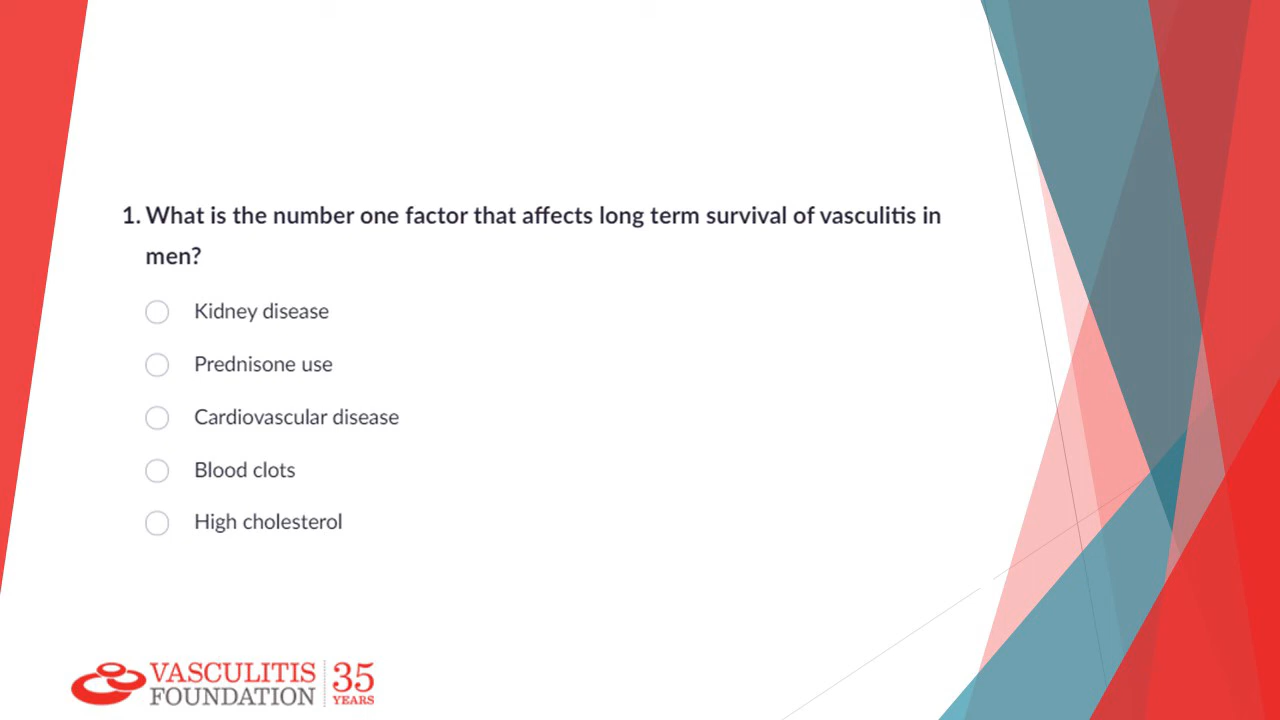 1. What is the number one factor that affects long term survival of vasculitis in
men?
Kidney disease
Prednisone use
Cardiovascular disease
Blood clots
High cholesterol
VASCULITIS
FOUNDATION
35
YEARS